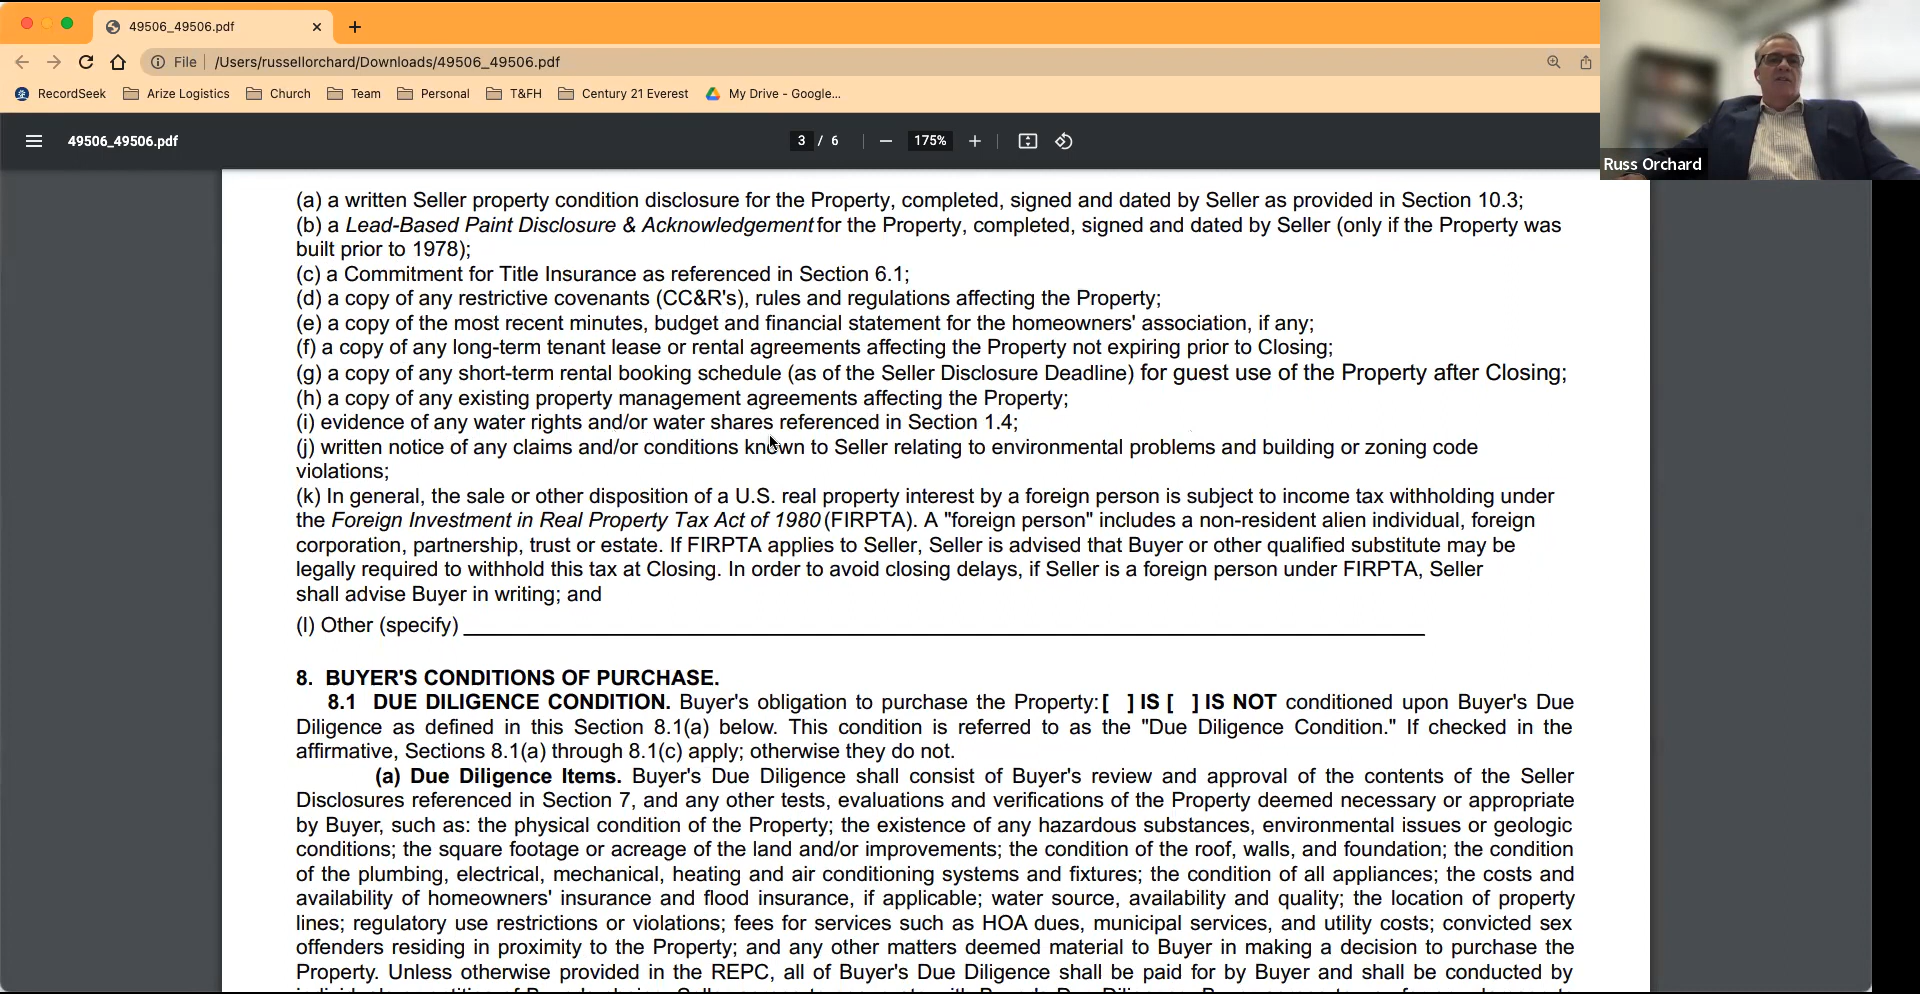 49506_49506.pdf
File /Users/russellorchard/Downloads/49506_49506.pdf
RecordSeek Arize Logistics Church Team Personal T&FH Century 21 Everest My Drive - Google...
49506_49506.pdf 3 / 6 175%
Russ Orchard
(a) a written Seller property condition disclosure for the Property, completed, signed and dated by Seller as provided in Section 10.3;
(b) a Lead-Based Paint Disclosure & Acknowledgement for the Property, completed, signed and dated by Seller (only if the Property was
built prior to 1978);
(c) a Commitment for Title Insurance as referenced in Section 6.1;
(d) a copy of any restrictive covenants (CC&R's), rules and regulations affecting the Property;
(e) a copy of the most recent minutes, budget and financial statement for the homeowners' association, if any;
(f) a copy of any long-term tenant lease or rental agreements affecting the Property not expiring prior to Closing;
(g) a copy of any short-term rental booking schedule (as of the Seller Disclosure Deadline) for guest use of the Property after Closing;
(h) a copy of any existing property management agreements affecting the Property;
(i) evidence of any water rights and/or water shares referenced in Section 1.4;
(j) written notice of any claims and/or conditions known to Seller relating to environmental problems and building or zoning code
violations;
(k) In general, the sale or other disposition of a U.S. real property interest by a foreign person is subject to income tax withholding under
the Foreign Investment in Real Property Tax Act of 1980 (FIRPTA). A "foreign person" includes a non-resident alien individual, foreign
corporation, partnership, trust or estate. If FIRPTA applies to Seller, Seller is advised that Buyer or other qualified substitute may be
legally required to withhold this tax at Closing. In order to avoid closing delays, if Seller is a foreign person under FIRPTA, Seller
shall advise Buyer in writing; and
(l) Other (specify)
8. BUYER'S CONDITIONS OF PURCHASE.
8.1 DUE DILIGENCE CONDITION. Buyer's obligation to purchase the Property: [ ] IS [ ] IS NOT conditioned upon Buyer's Due
Diligence as defined in this Section 8.1(a) below. This condition is referred to as the "Due Diligence Condition." If checked in the
affirmative, Sections 8.1(a) through 8.1(c) apply; otherwise they do not.
(a) Due Diligence Items. Buyer's Due Diligence shall consist of Buyer's review and approval of the contents of the Seller
Disclosures referenced in Section 7, and any other tests, evaluations and verifications of the Property deemed necessary or appropriate
by Buyer, such as: the physical condition of the Property; the existence of any hazardous substances, environmental issues or geologic
conditions; the square footage or acreage of the land and/or improvements; the condition of the roof, walls, and foundation; the condition
of the plumbing, electrical, mechanical, heating and air conditioning systems and fixtures; the condition of all appliances; the costs and
availability of homeowners' insurance and flood insurance, if applicable; water source, availability and quality; the location of property
lines; regulatory use restrictions or violations; fees for services such as HOA dues, municipal services, and utility costs; convicted sex
offenders residing in proximity to the Property; and any other matters deemed material to Buyer in making a decision to purchase the
Property. Unless otherwise provided in the REPC, all of Buyer's Due Diligence shall be paid for by Buyer and shall be conducted by